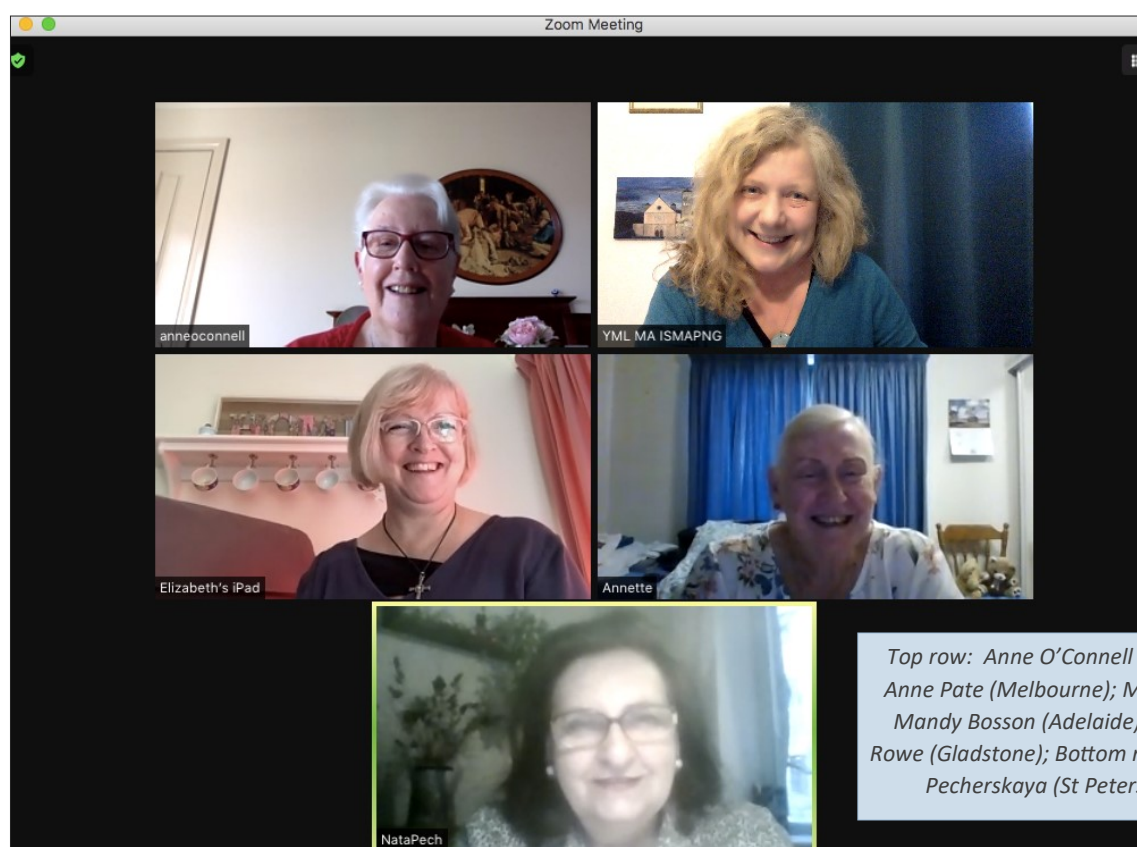 Zoom Meeting
anneoconnell
YML MA ISMAPNG
Elizabeth's iPad
Annette
NataPech
Top row: Anne O'Connell
Anne Pate (Melbourne); M
Mandy Bosson (Adelaide)
Rowe (Gladstone); Bottom
Pecherskaya (St Peter